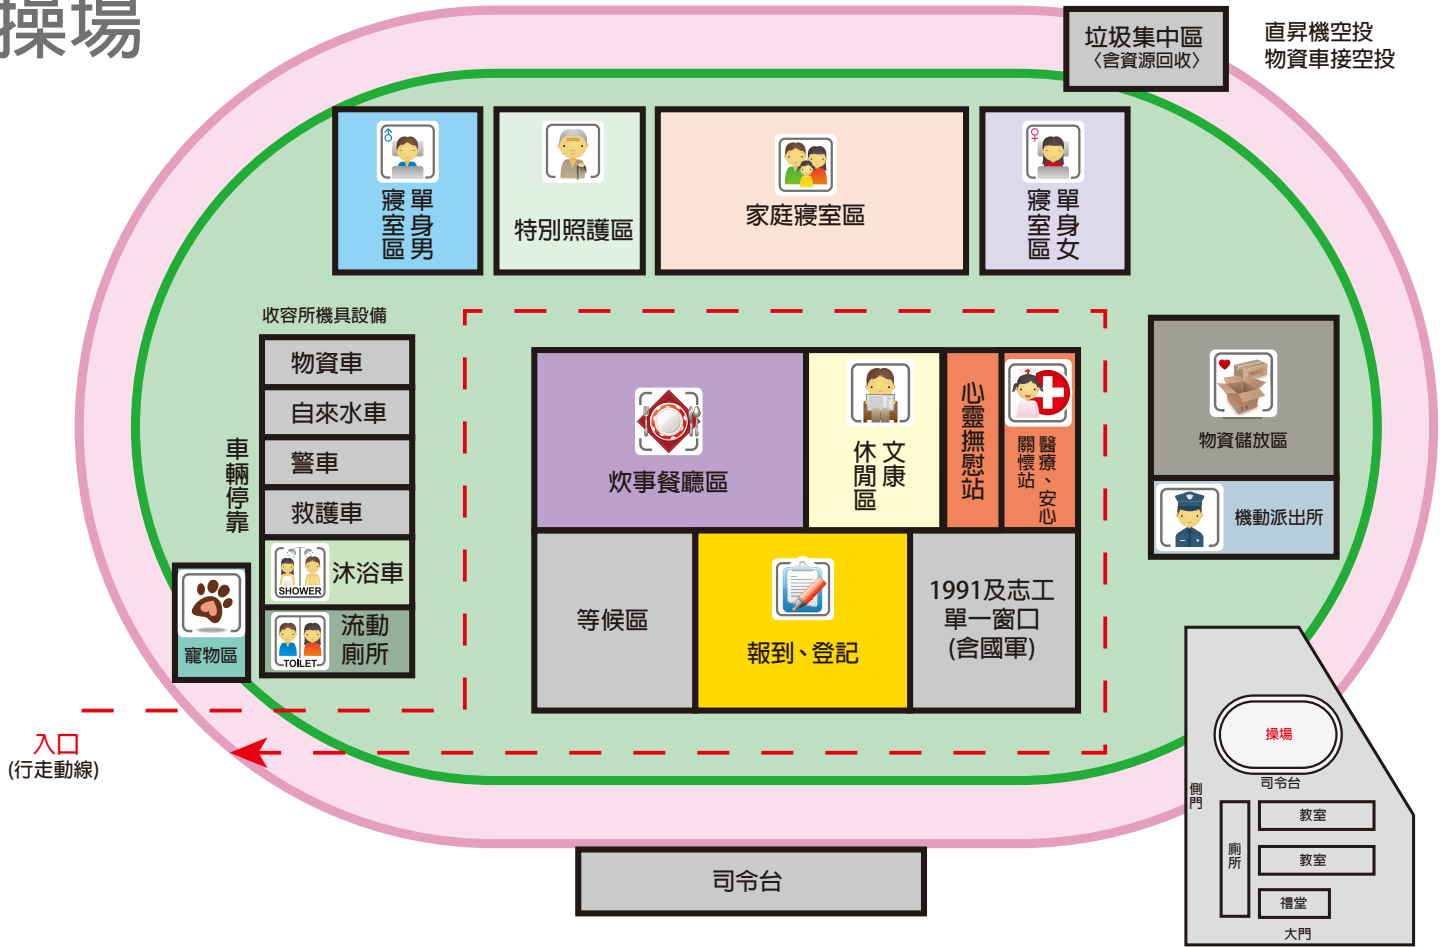 操場
垃圾集中區
〈含資源回收〉
直昇機空投
物資車接空投
單身男
寢室區
特別照護區
家庭寢室區
單身女
寢室區
收容所機具設備
物資車
自來水車
警車
救護車
車輛停靠
SHOWER
沐浴車
TOILET
流動
廁所
寵物區
入口
(行走動線)
炊事餐廳區
文康
休閒區
心靈撫慰站
醫療、安心
關懷站
等候區
報到、登記
1991及志工
單一窗口
(含國軍)
物資儲放區
機動派出所
司令台
操場
司令台
側門
教室
廁所
教室
禮堂
大門